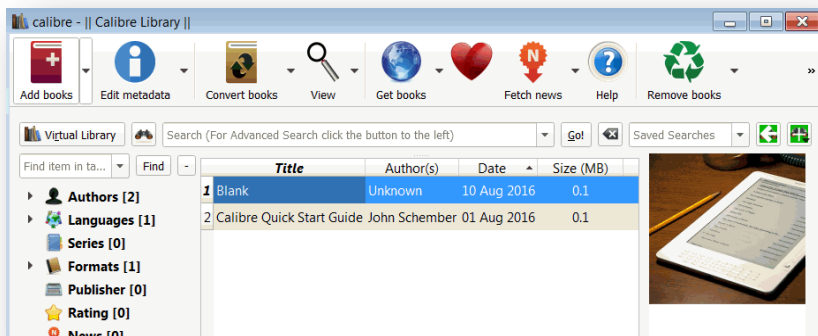 calibre - || Calibre Library ||
Add books Edit metadata Convert books View Get books Fetch news Help Remove books »
Virtual Library Search (For Advanced Search click the button to the left) Go! Saved Searches
Find item in ta... Find -
Title Author(s) Date Size (MB)
1 Blank Unknown 10 Aug 2016 0.1
2 Calibre Quick Start Guide John Schember 01 Aug 2016 0.1
Authors [2]
Languages [1]
Series [0]
Formats [1]
Publisher [0]
Rating [0]
News [0]